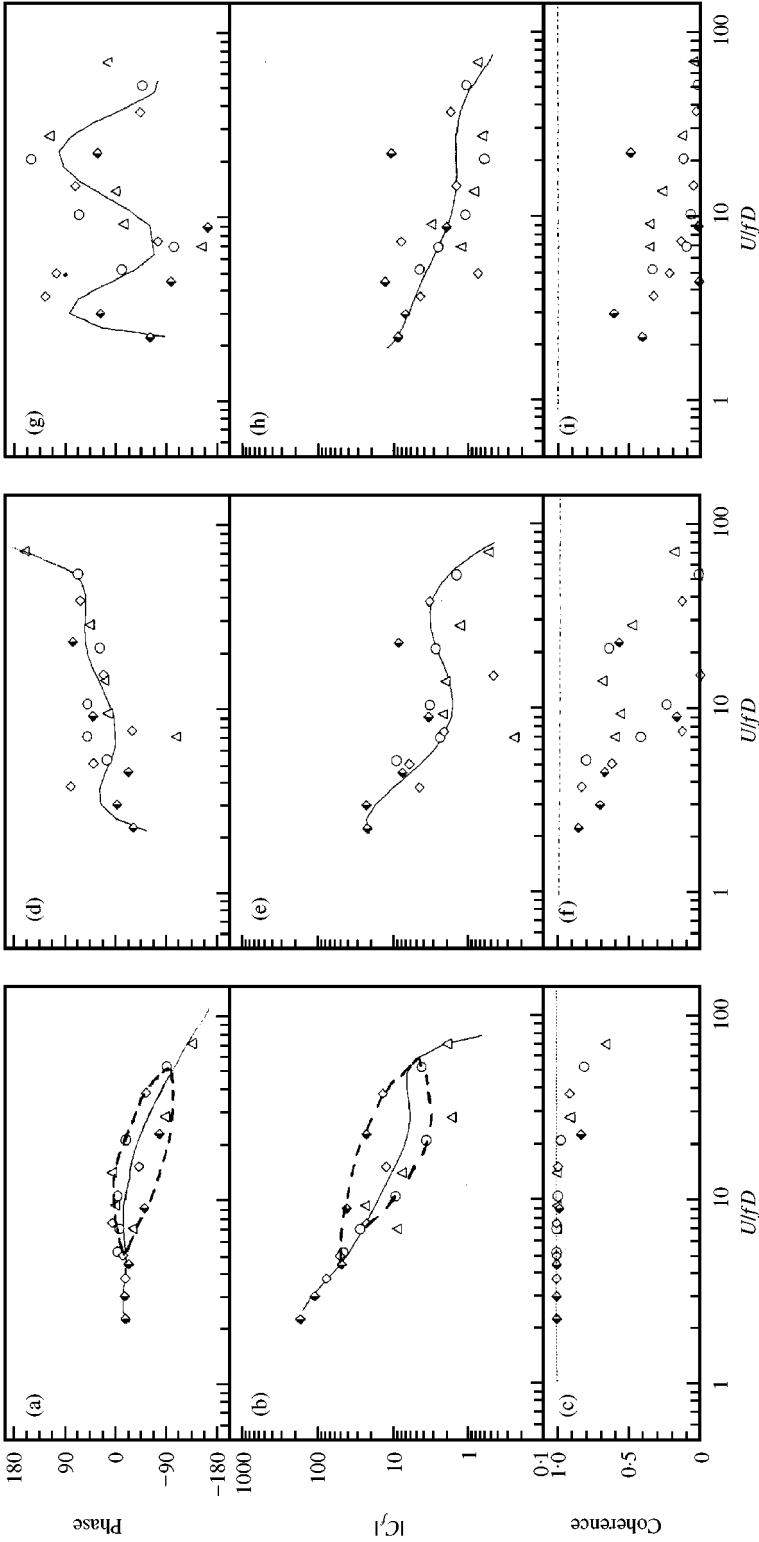 Phase
180
90
0
−90
−180
(a)
(d)
(g)
|C_f|
1000
100
10
1
0·1
(b)
(e)
(h)
Coherence
1·0
0·5
0
(c)
(f)
(i)
1 10 100
1 10 100
1 10 100
U/fD
U/fD
U/fD